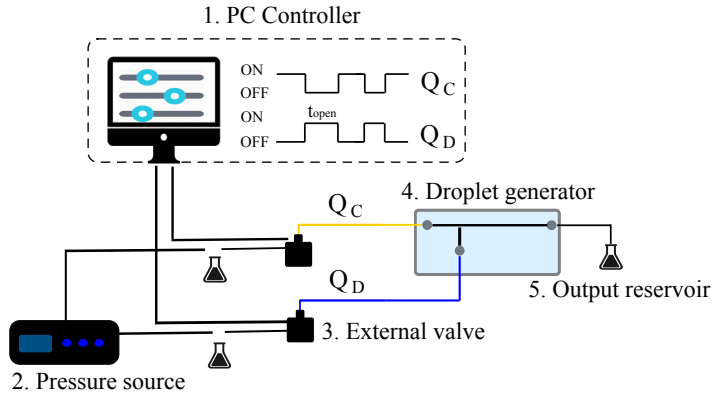 1. PC Controller
ON
OFF
Q C
ON
OFF
topen
Q D
4. Droplet generator
Q C
Q D
5. Output reservoir
3. External valve
2. Pressure source